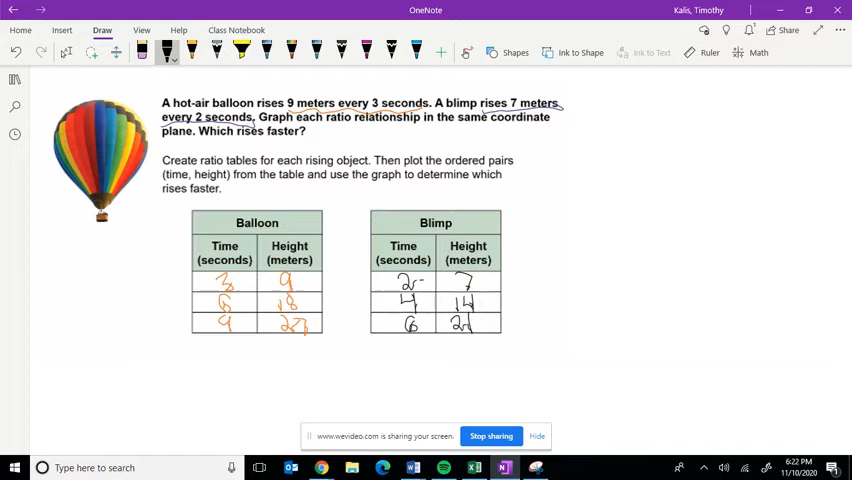 OneNote
Kalis, Timothy
Home Insert Draw View Help Class Notebook
Share
Shapes Ink to Shape Ink to Text Ruler Math
A hot-air balloon rises 9 meters every 3 seconds. A blimp rises 7 meters
every 2 seconds. Graph each ratio relationship in the same coordinate
plane. Which rises faster?
Create ratio tables for each rising object. Then plot the ordered pairs
(time, height) from the table and use the graph to determine which
rises faster.
Balloon
Time Height
(seconds) (meters)
3 9
6 18
9 27
Blimp
Time Height
(seconds) (meters)
2 7
4 14
6 21
www.wevideo.com is sharing your screen. Stop sharing Hide
Type here to search
6:22 PM
11/10/2020